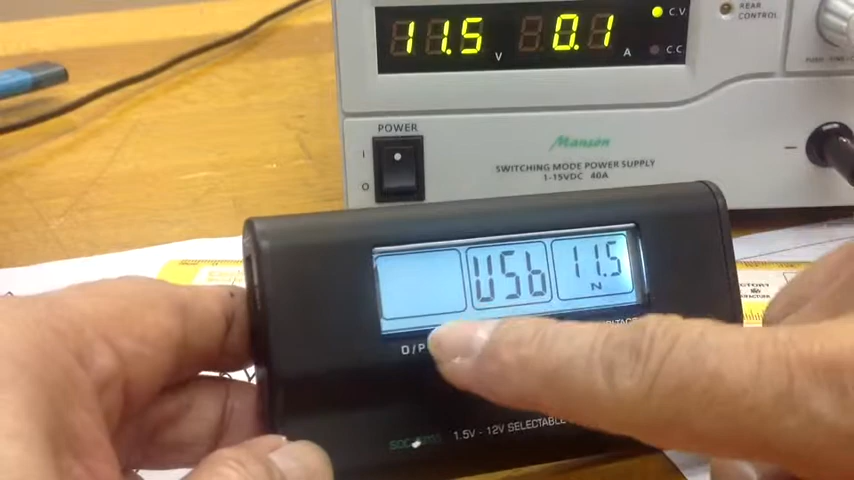 11.5 V 0.1 A C.V
C.C
REAR
CONTROL
POWER
I
O
Manson
SWITCHING MODE POWER SUPPLY
1-15VDC 40A
USb 11.5
N
O/P
1.5V - 12V SELECTABLE